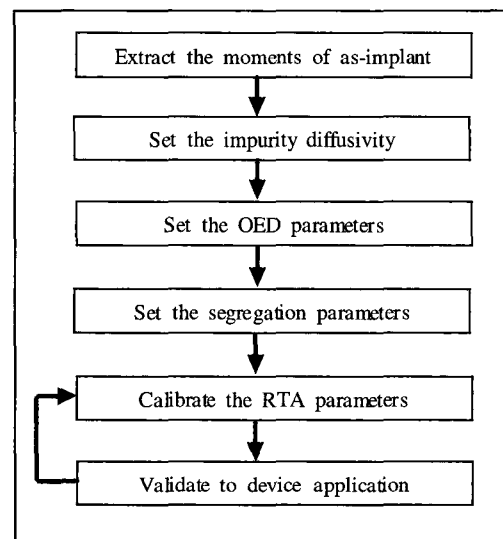 Extract the moments of as-implant
Set the impurity diffusivity
Set the OED parameters
Set the segregation parameters
Calibrate the RTA parameters
Validate to device application